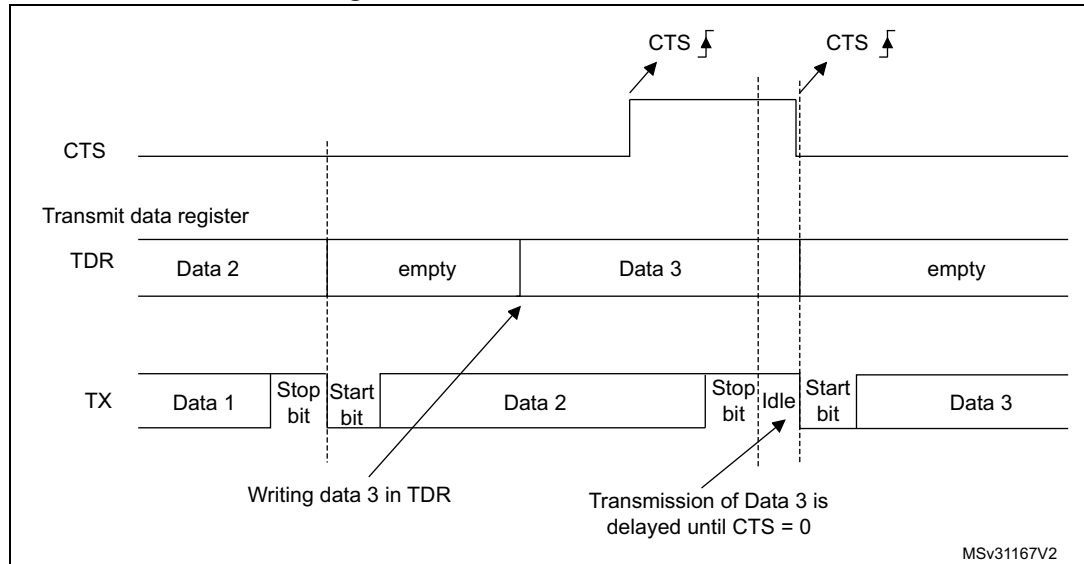 CTS CTS
CTS
Transmit data register
TDR Data 2 empty Data 3 empty
TX Data 1 Stop bit Start bit Data 2 Stop bit Idle Start bit Data 3
Writing data 3 in TDR
Transmission of Data 3 is
delayed until CTS = 0
MSv31167V2